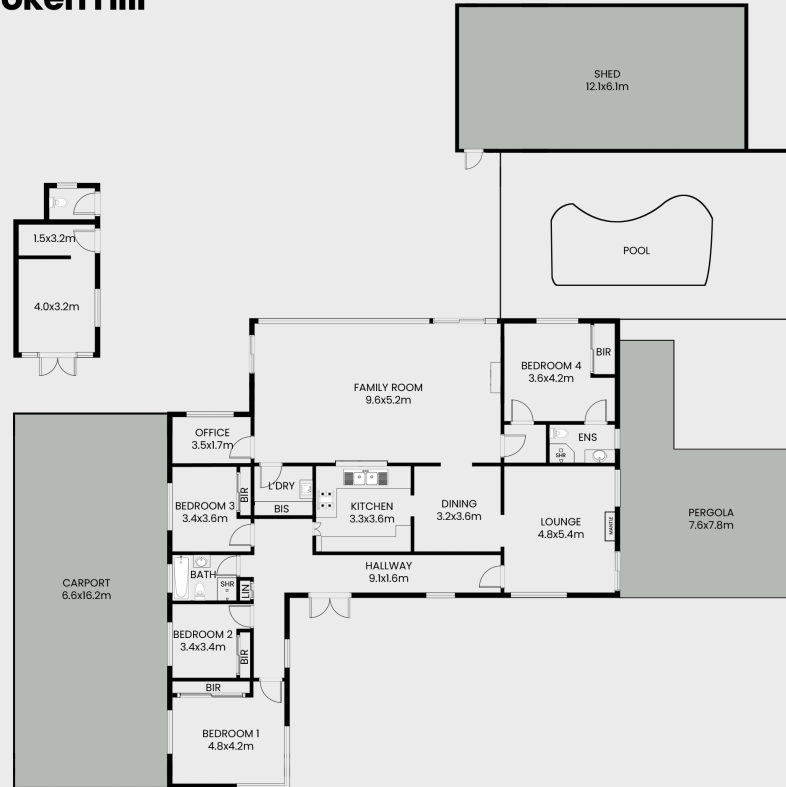 SHED
12.1x6.1m
1.5x3.2m
4.0x3.2m
POOL
BIR
BEDROOM 4
3.6x4.2m
FAMILY ROOM
9.6x5.2m
OFFICE
3.5x1.7m
ENS
SHR
L'DRY
BIS
BIR
BEDROOM 3
3.4x3.6m
KITCHEN
3.3x3.6m
DINING
3.2x3.6m
LOUNGE
4.8x5.4m
MANTLE
PERGOLA
7.6x7.8m
HALLWAY
9.1x1.6m
CARPORT
6.6x16.2m
BATH
SHR
LIN
BEDROOM 2
3.4x3.4m
BIR
BIR
BEDROOM 1
4.8x4.2m